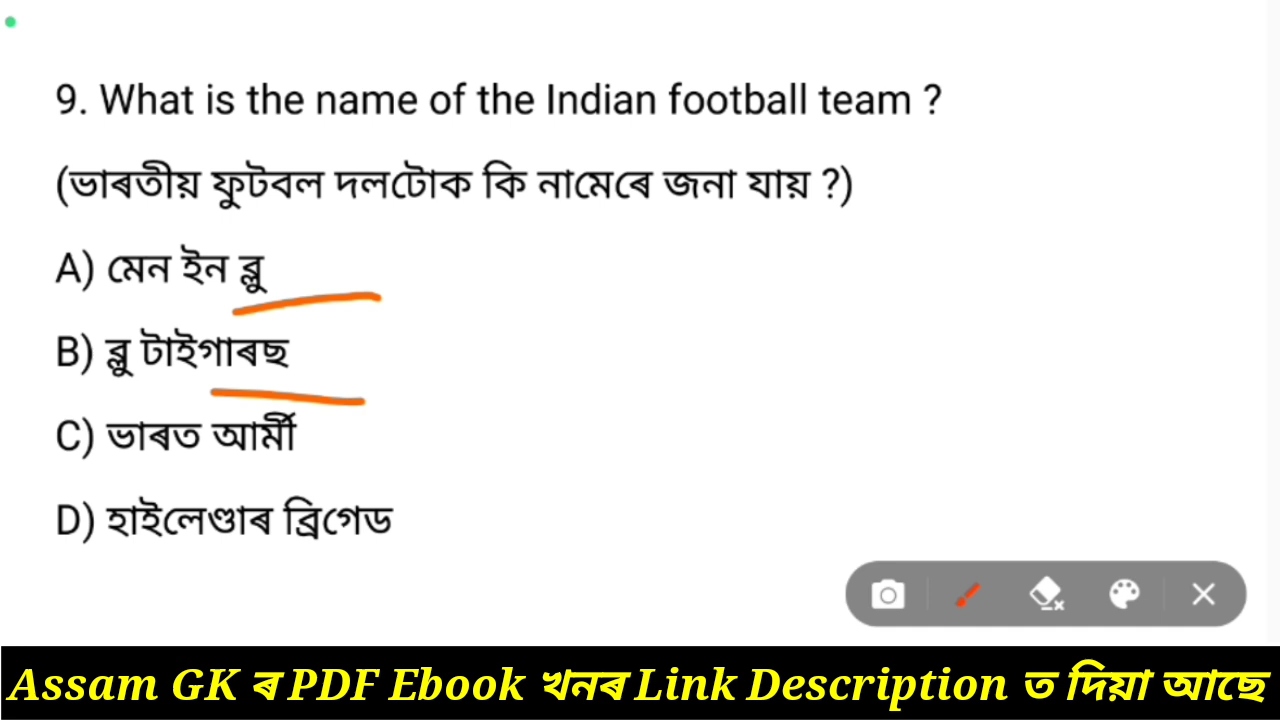 9. What is the name of the Indian football team ?
(ভাৰতীয় ফুটবল দলটোক কি নামেৰে জনা যায় ?)
A) মেন ইন ব্লু
B) ব্লু টাইগাৰছ
C) ভাৰত আৰ্মী
D) হাইলেণ্ডাৰ ব্ৰিগেড
Assam GK ৰ PDF Ebook খনৰ Link Description ত দিয়া আছে